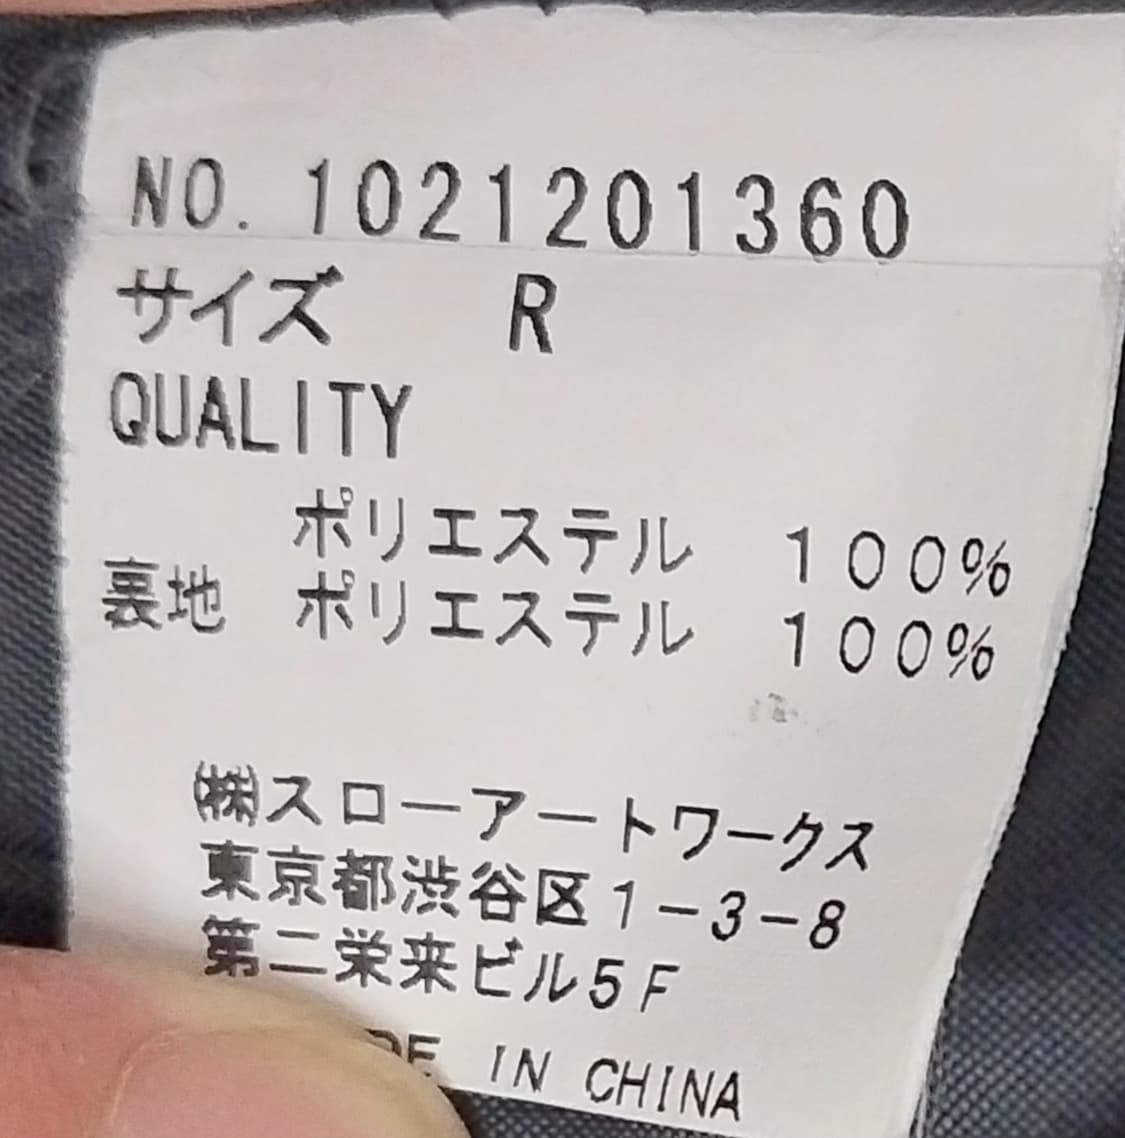 NO. 1021201360
サイズ R
QUALITY
ポリエステル 100%
裏地 ポリエステル 100%
㈱スローアートワークス
東京都渋谷区1-3-8
第二栄来ビル5F
IN CHINA